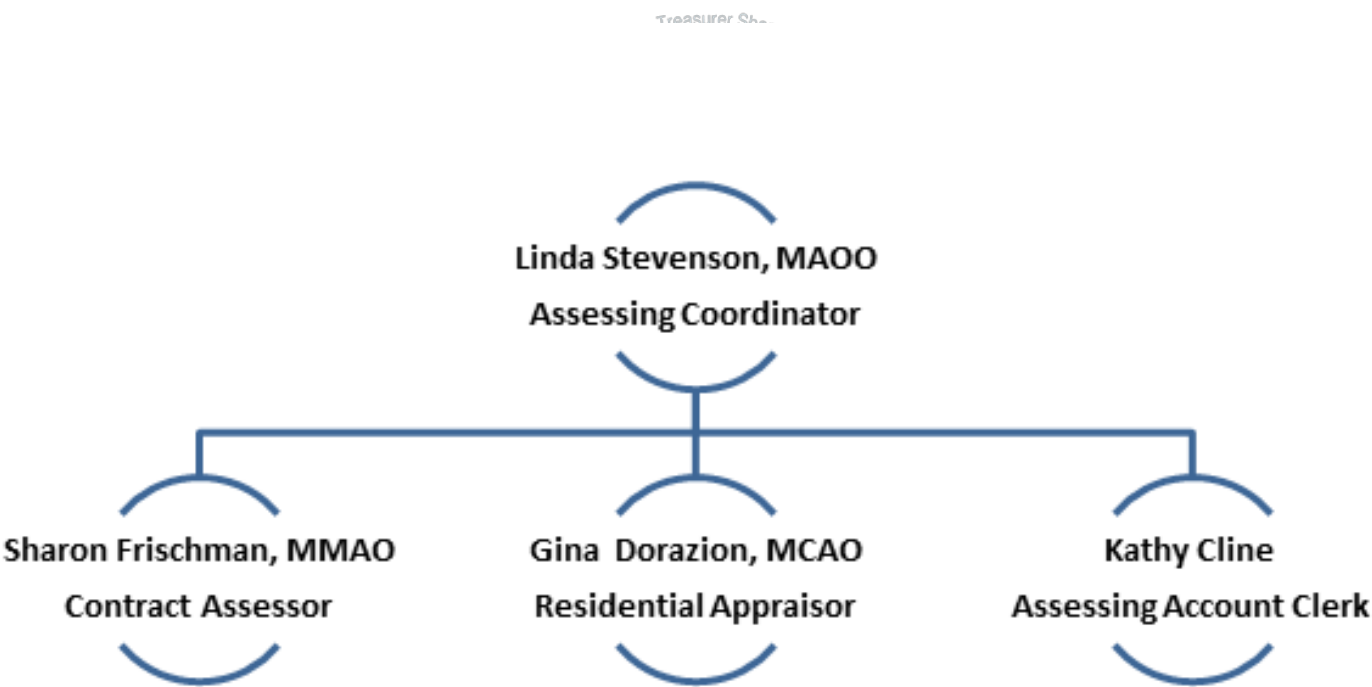 Treasurer
Linda Stevenson, MAOO
Assessing Coordinator
Sharon Frischman, MMAO
Contract Assessor
Gina Dorazion, MCAO
Residential Appraisor
Kathy Cline
Assessing Account Clerk